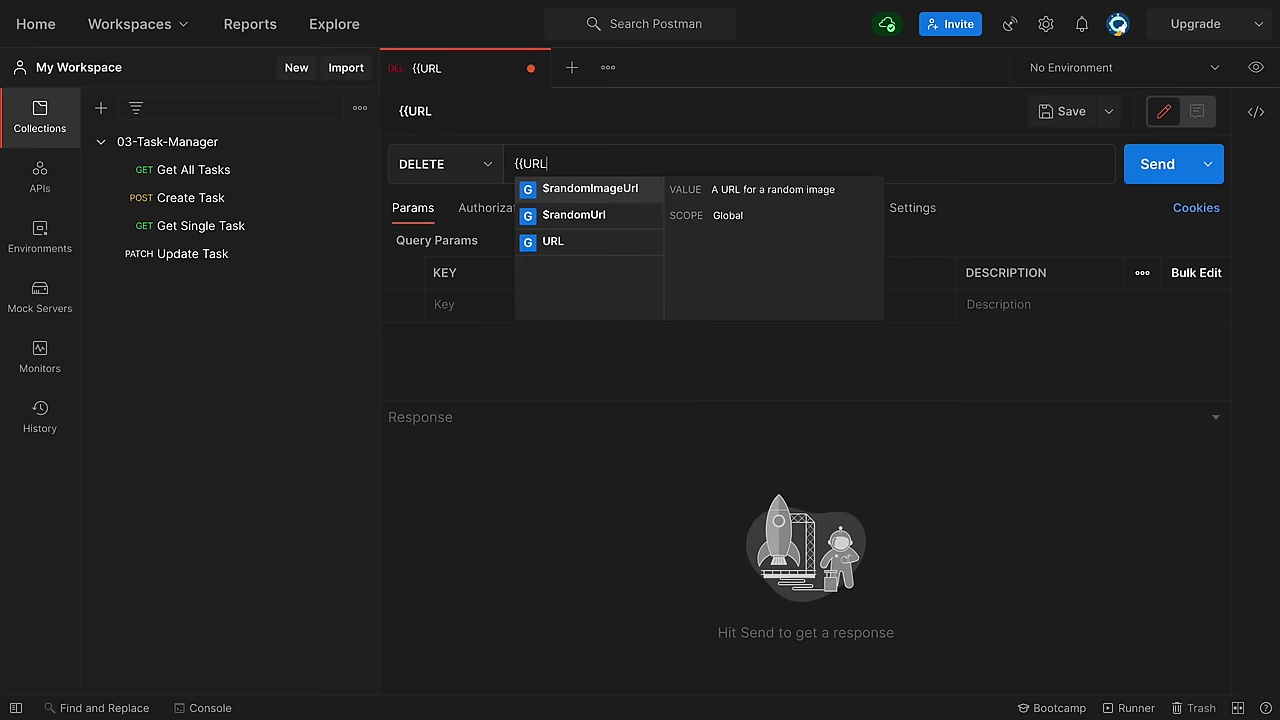 Home Workspaces Reports Explore Search Postman Invite Upgrade
My Workspace New Import DEL {{URL No Environment
{{URL Save
Collections
APIs
Environments
Mock Servers
Monitors
History
03-Task-Manager
GET Get All Tasks
POST Create Task
GET Get Single Task
PATCH Update Task
DELETE {{URL Send
G $randomImageUrl
G $randomUrl
G URL
VALUE A URL for a random image
SCOPE Global
Params Authorizat Settings Cookies
Query Params
KEY DESCRIPTION Bulk Edit
Key Description
Response
Hit Send to get a response
Find and Replace Console Bootcamp Runner Trash